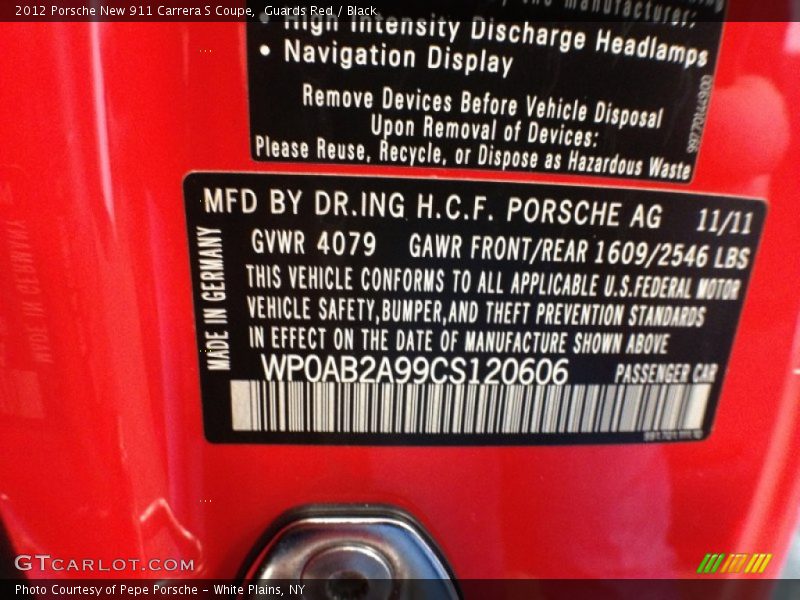 2012 Porsche New 911 Carrera S Coupe,  Guards Red / Black
the manufacturer:
• High Intensity Discharge Headlamps
• Navigation Display
Remove Devices Before Vehicle Disposal
Upon Removal of Devices:
Please Reuse, Recycle, or Dispose as Hazardous Waste
MFD BY DR.ING H.C.F. PORSCHE AG 11/11
GVWR 4079 GAWR FRONT/REAR 1609/2546 LBS
THIS VEHICLE CONFORMS TO ALL APPLICABLE U.S.FEDERAL MOTOR
VEHICLE SAFETY,BUMPER,AND THEFT PREVENTION STANDARDS
IN EFFECT ON THE DATE OF MANUFACTURE SHOWN ABOVE
MADE IN GERMANY
WP0AB2A99CS120606 PASSENGER CAR
GTCARLOT.COM
Photo Courtesy of Pepe Porsche – White Plains, NY